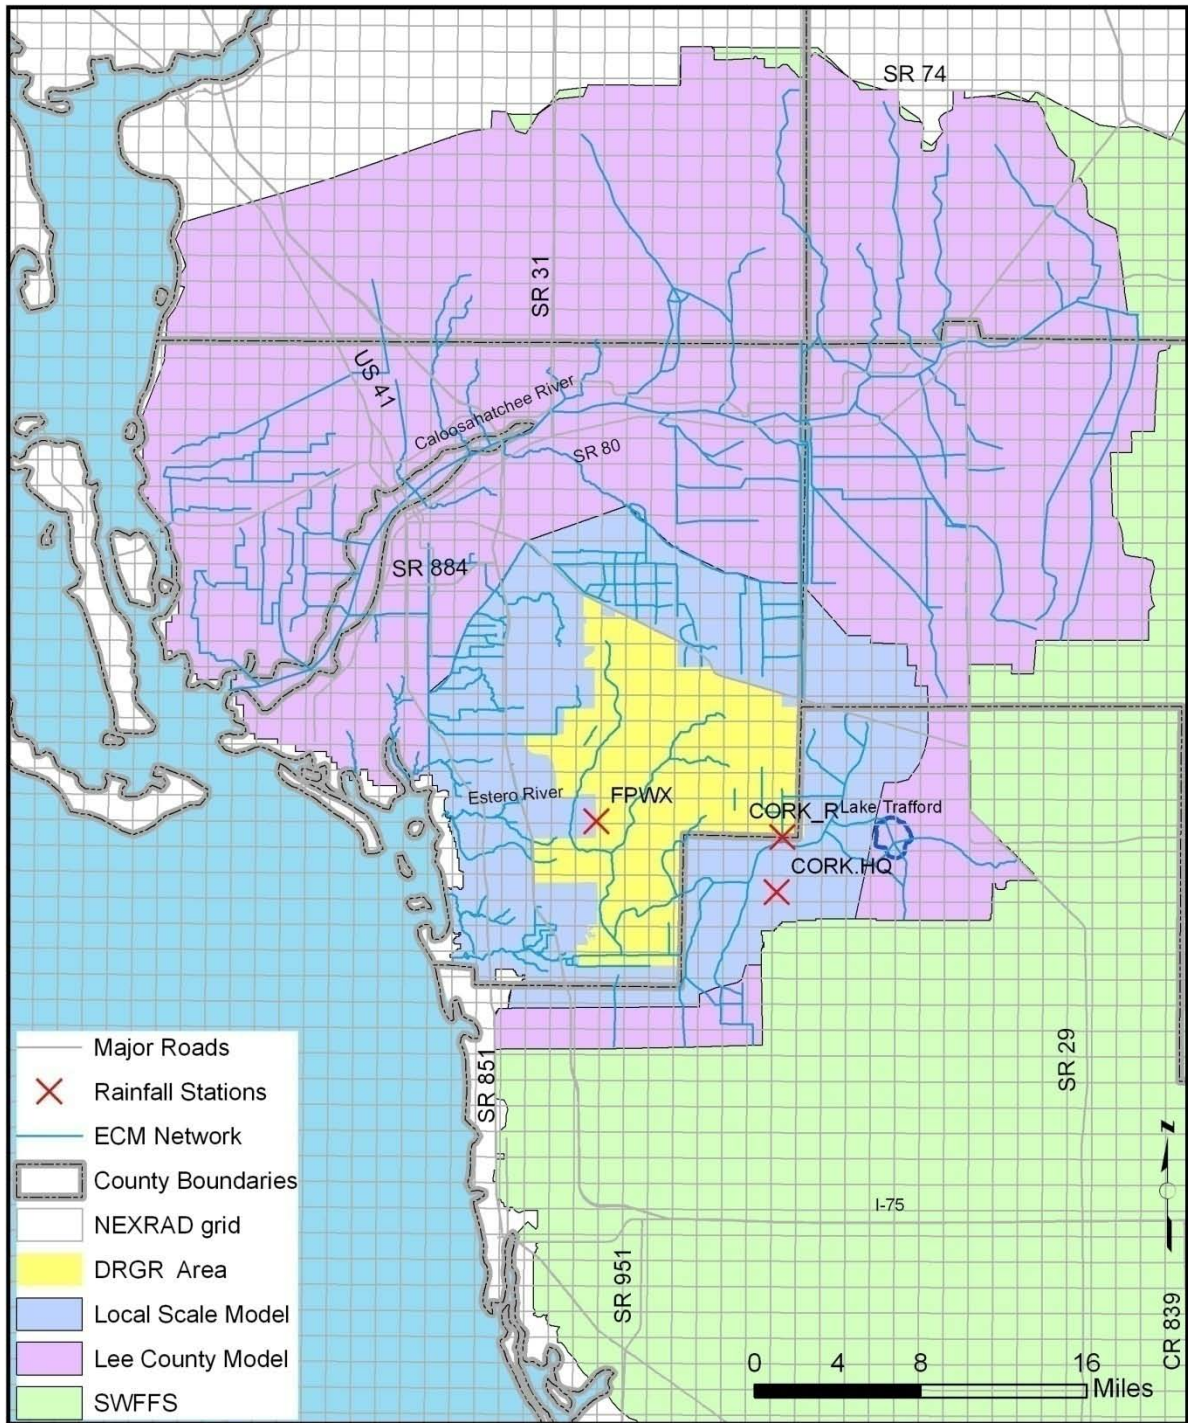 SR 74
SR 31
US 41
Caloosahatchee River
SR 80
SR 884
Estero River
FPWX
CORK_R
Lake Trafford
CORK.HQ
SR 851
SR 29
I-75
SR 951
CR 839
z
Major Roads
Rainfall Stations
ECM Network
County Boundaries
NEXRAD grid
DRGR Area
Local Scale Model
Lee County Model
SWFFS
0 4 8 16
Miles